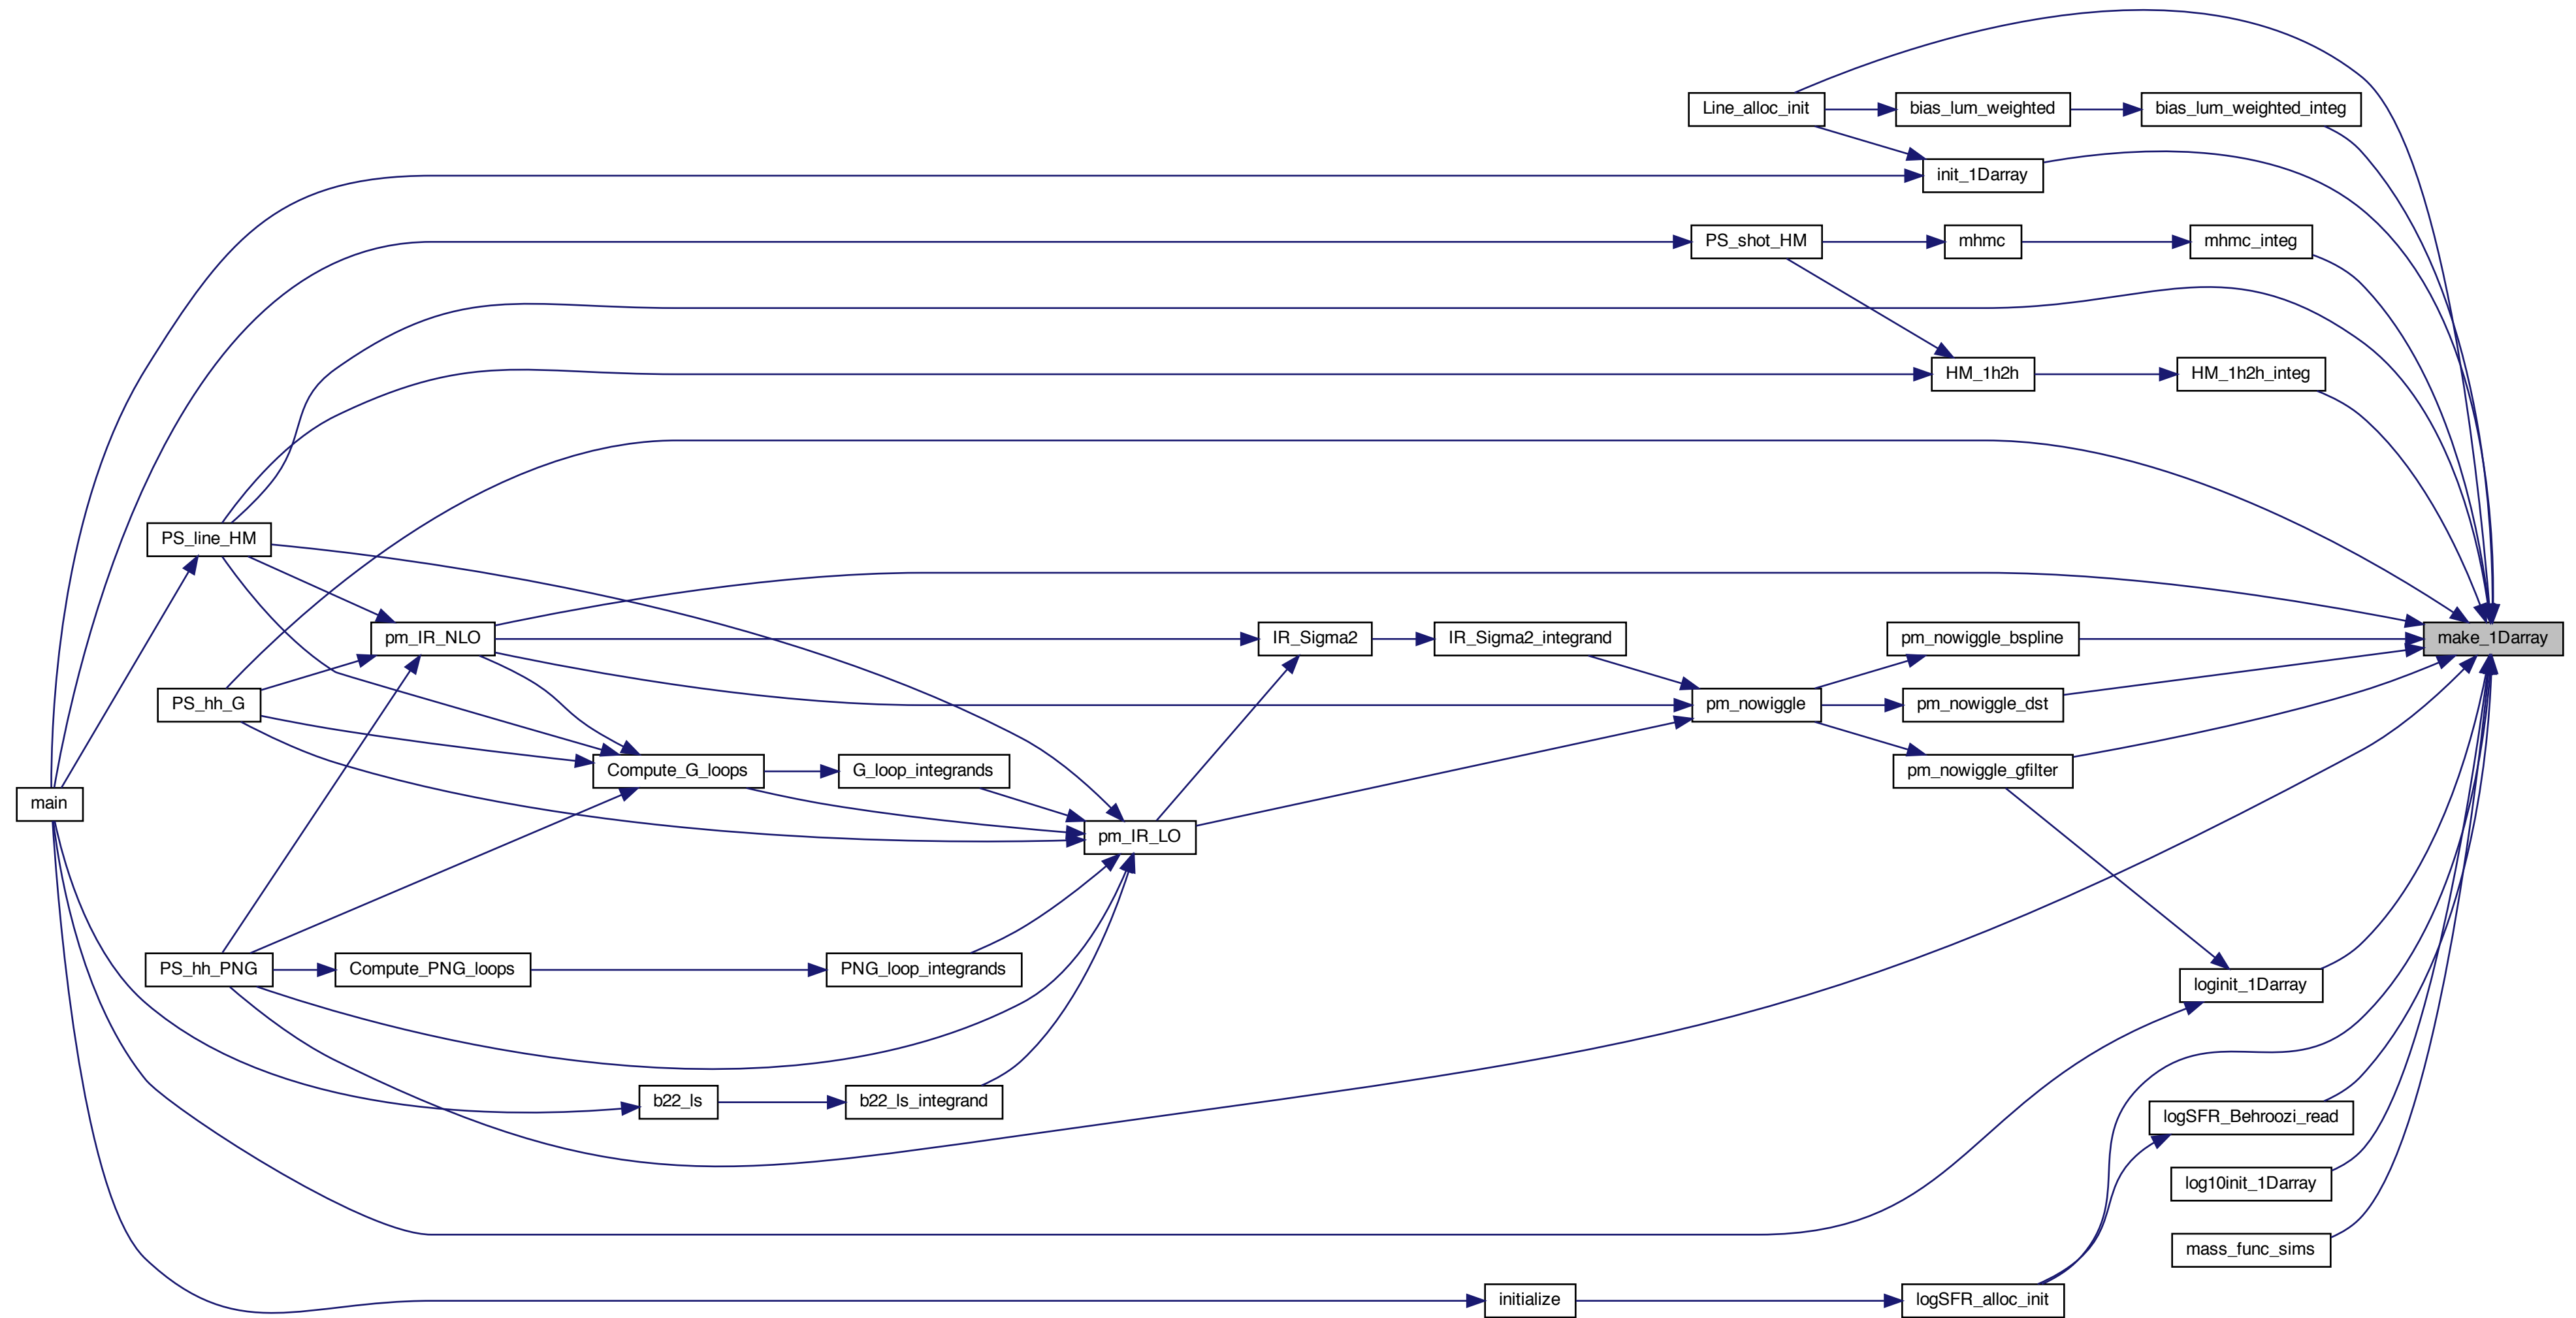 Line_alloc_init
bias_lum_weighted
bias_lum_weighted_integ
init_1Darray
PS_shot_HM
mhmc
mhmc_integ
HM_1h2h
HM_1h2h_integ
PS_line_HM
pm_IR_NLO
IR_Sigma2
IR_Sigma2_integrand
pm_nowiggle_bspline
make_1Darray
PS_hh_G
pm_nowiggle
pm_nowiggle_dst
Compute_G_loops
G_loop_integrands
pm_nowiggle_gfilter
main
pm_IR_LO
PS_hh_PNG
Compute_PNG_loops
PNG_loop_integrands
loginit_1Darray
b22_ls
b22_ls_integrand
logSFR_Behroozi_read
log10init_1Darray
mass_func_sims
initialize
logSFR_alloc_init